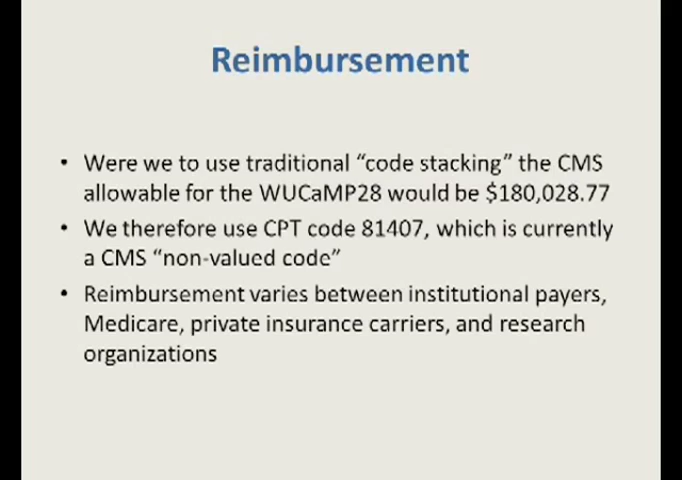 Reimbursement
• Were we to use traditional “code stacking” the CMS
allowable for the WUCaMP28 would be $180,028.77
• We therefore use CPT code 81407, which is currently
a CMS “non-valued code”
• Reimbursement varies between institutional payers,
Medicare, private insurance carriers, and research
organizations